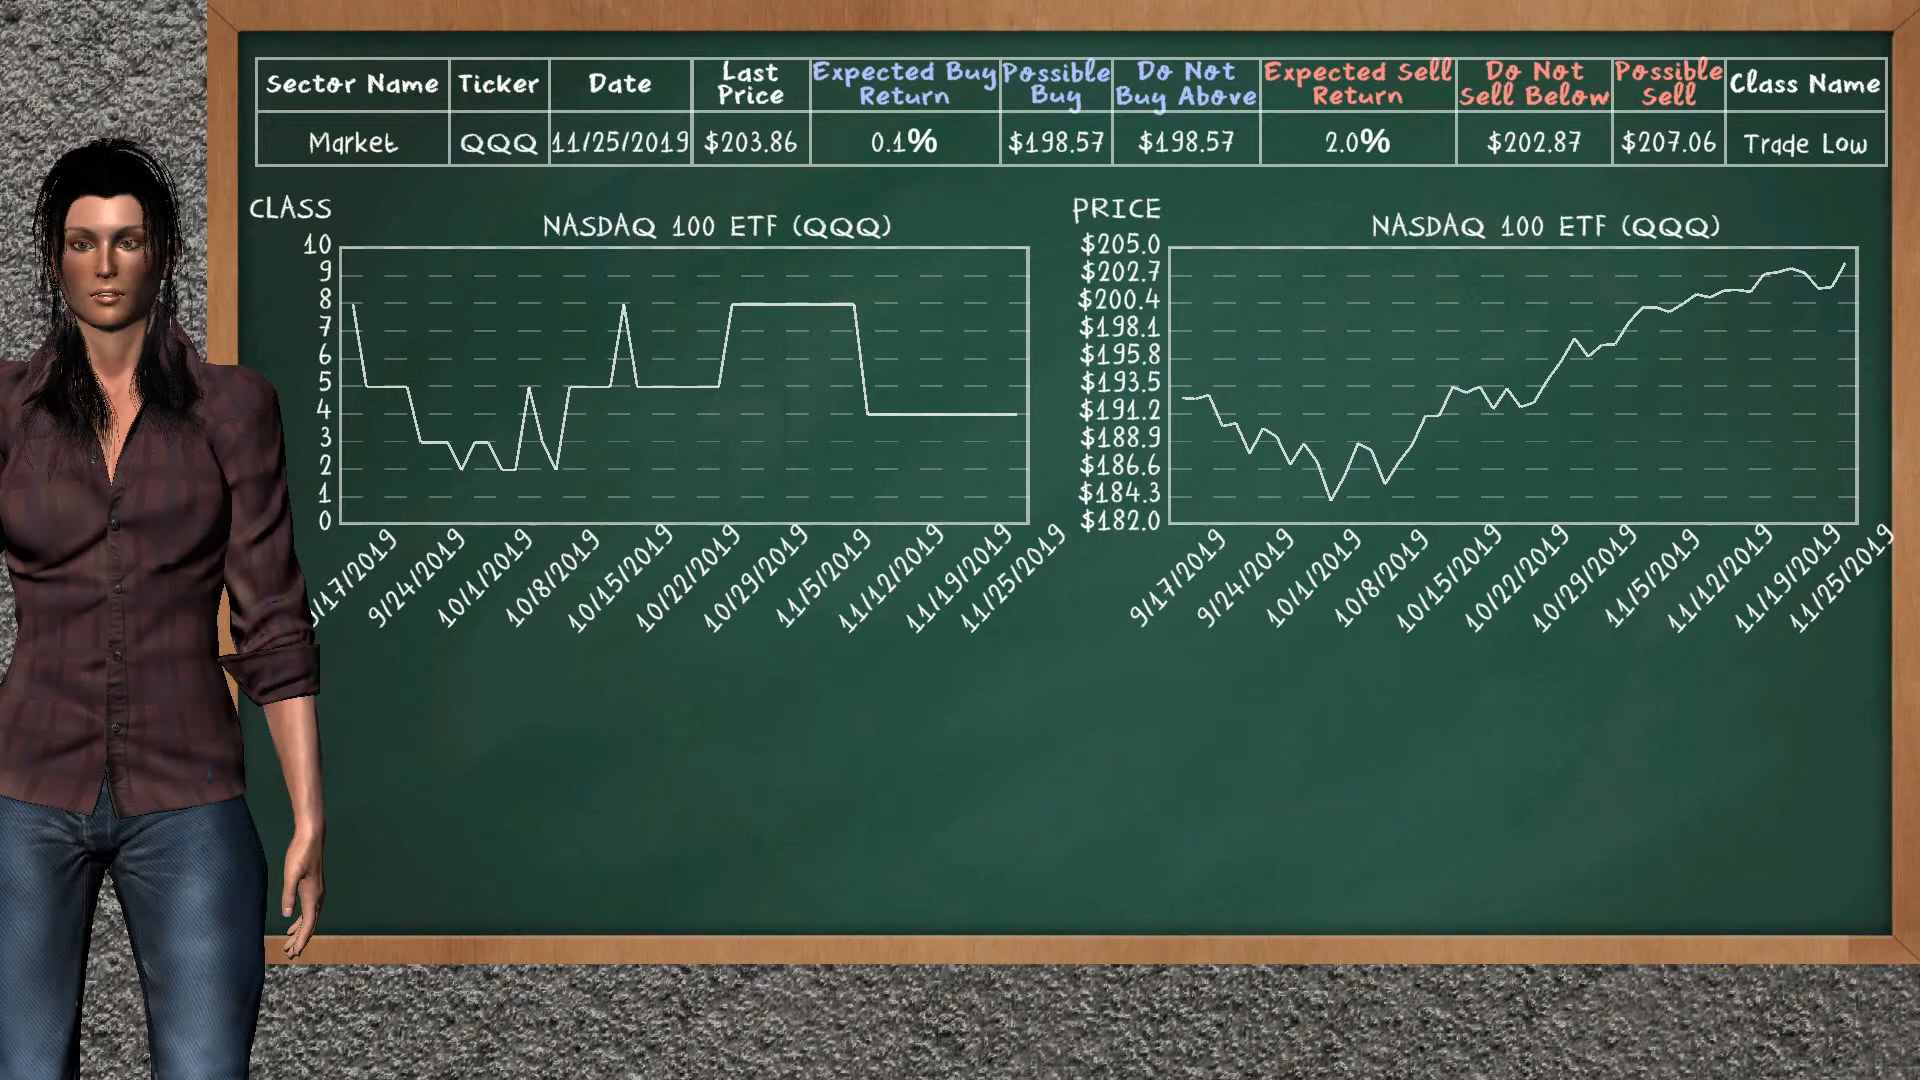 Sector Name Ticker Date Last Price Expected Buy Return Possible Buy Do Not Buy Above Expected Sell Return Do Not Sell Below Possible Sell Class Name
Market QQQ 11/25/2019 $203.86 0.1% $198.57 $198.57 2.0% $202.87 $207.06 Trade Low
CLASS
NASDAQ 100 ETF (QQQ)
10
9
8
7
6
5
4
3
2
1
0
/17/2019 9/24/2019 10/1/2019 10/8/2019 10/15/2019 10/22/2019 10/29/2019 11/5/2019 11/12/2019 11/19/2019 11/25/2019
PRICE
NASDAQ 100 ETF (QQQ)
$205.0
$202.7
$200.4
$198.1
$195.8
$193.5
$191.2
$188.9
$186.6
$184.3
$182.0
9/17/2019 9/24/2019 10/1/2019 10/8/2019 10/15/2019 10/22/2019 10/29/2019 11/5/2019 11/12/2019 11/19/2019 11/25/2019